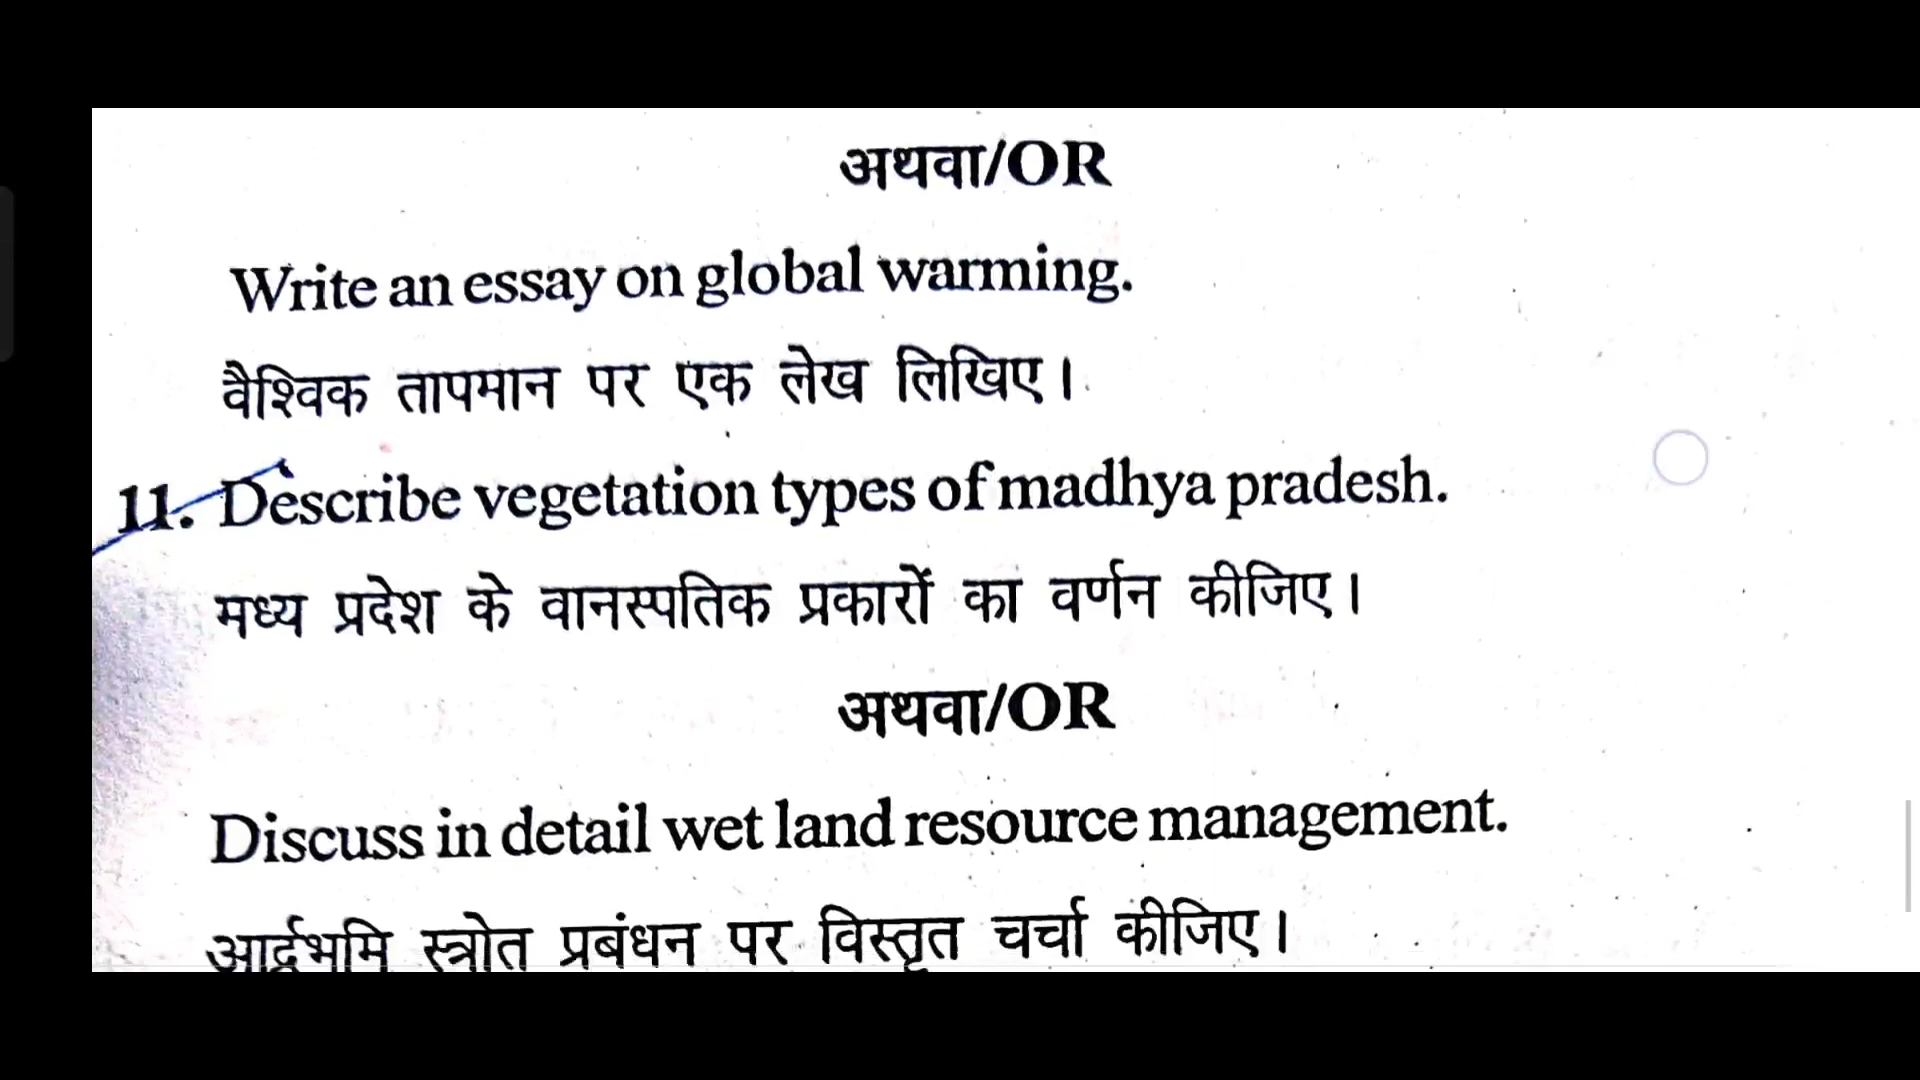 अथवा/OR
Write an essay on global warming.
वैश्विक तापमान पर एक लेख लिखिए।
11. Describe vegetation types of madhya pradesh.
मध्य प्रदेश के वानस्पतिक प्रकारों का वर्णन कीजिए।
अथवा/OR
Discuss in detail wet land resource management.
आर्द्रभूमि स्त्रोत प्रबंधन पर विस्तृत चर्चा कीजिए।